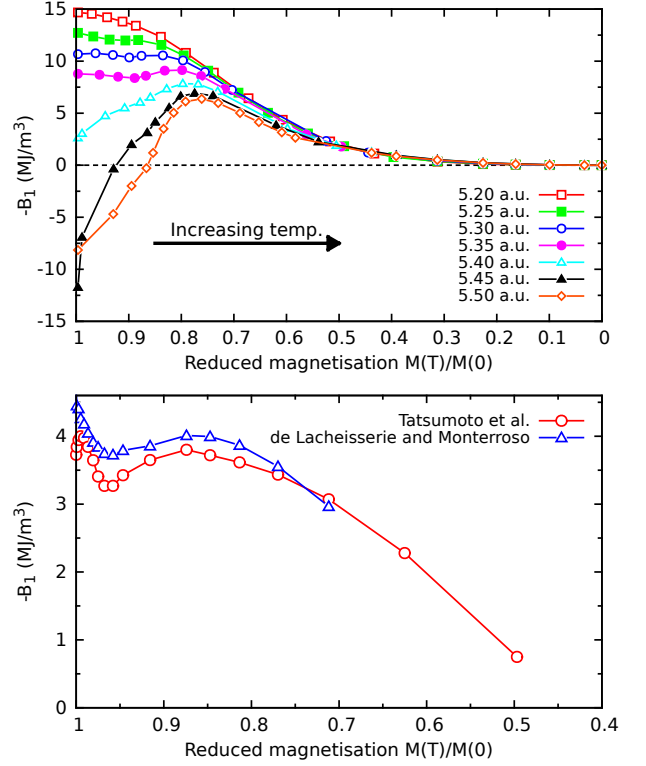 15
10
5
0
-5
-10
-15
-B1 (MJ/m3)
5.20 a.u.
5.25 a.u.
5.30 a.u.
5.35 a.u.
5.40 a.u.
5.45 a.u.
5.50 a.u.
Increasing temp.
1 0.9 0.8 0.7 0.6 0.5 0.4 0.3 0.2 0.1 0
Reduced magnetisation M(T)/M(0)
Tatsumoto et al.
de Lacheisserie and Monterroso
4
3
2
1
0
-B1 (MJ/m3)
1 0.9 0.8 0.7 0.6 0.5 0.4
Reduced magnetisation M(T)/M(0)